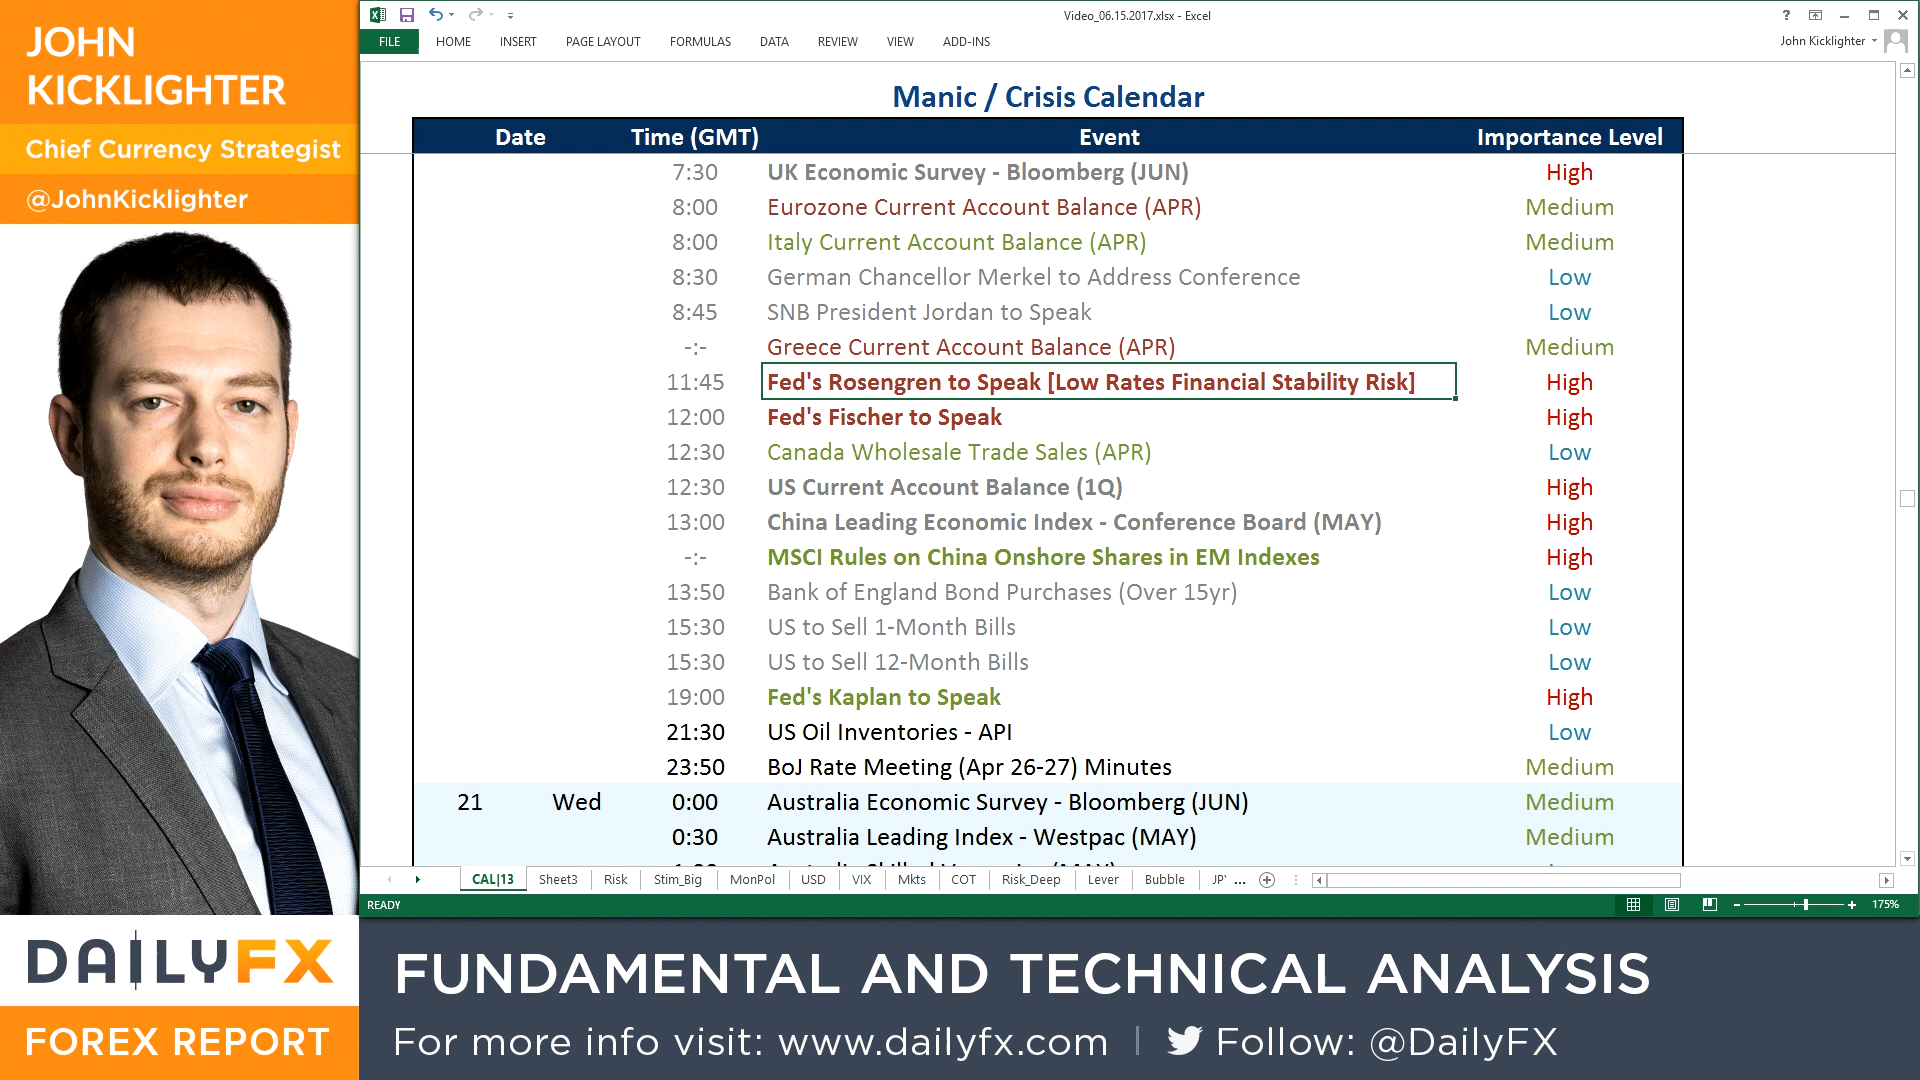 JOHN
KICKLIGHTER
Chief Currency Strategist
@JohnKicklighter
DAILYFX
FOREX REPORT
Video_06.15.2017.xlsx - Excel
FILE HOME INSERT PAGE LAYOUT FORMULAS DATA REVIEW VIEW ADD-INS
John Kicklighter
Manic / Crisis Calendar
Date Time (GMT) Event Importance Level
7:30 UK Economic Survey - Bloomberg (JUN) High
8:00 Eurozone Current Account Balance (APR) Medium
8:00 Italy Current Account Balance (APR) Medium
8:30 German Chancellor Merkel to Address Conference Low
8:45 SNB President Jordan to Speak Low
-:- Greece Current Account Balance (APR) Medium
11:45 Fed's Rosengren to Speak [Low Rates Financial Stability Risk] High
12:00 Fed's Fischer to Speak High
12:30 Canada Wholesale Trade Sales (APR) Low
12:30 US Current Account Balance (1Q) High
13:00 China Leading Economic Index - Conference Board (MAY) High
-:- MSCI Rules on China Onshore Shares in EM Indexes High
13:50 Bank of England Bond Purchases (Over 15yr) Low
15:30 US to Sell 1-Month Bills Low
15:30 US to Sell 12-Month Bills Low
19:00 Fed's Kaplan to Speak High
21:30 US Oil Inventories - API Low
23:50 BoJ Rate Meeting (Apr 26-27) Minutes Medium
21 Wed 0:00 Australia Economic Survey - Bloomberg (JUN) Medium
0:30 Australia Leading Index - Westpac (MAY) Medium
CAL|13 Sheet3 Risk Stim_Big MonPol USD VIX Mkts COT Risk_Deep Lever Bubble ...
READY 175%
FUNDAMENTAL AND TECHNICAL ANALYSIS
For more info visit: www.dailyfx.com | Follow: @DailyFX